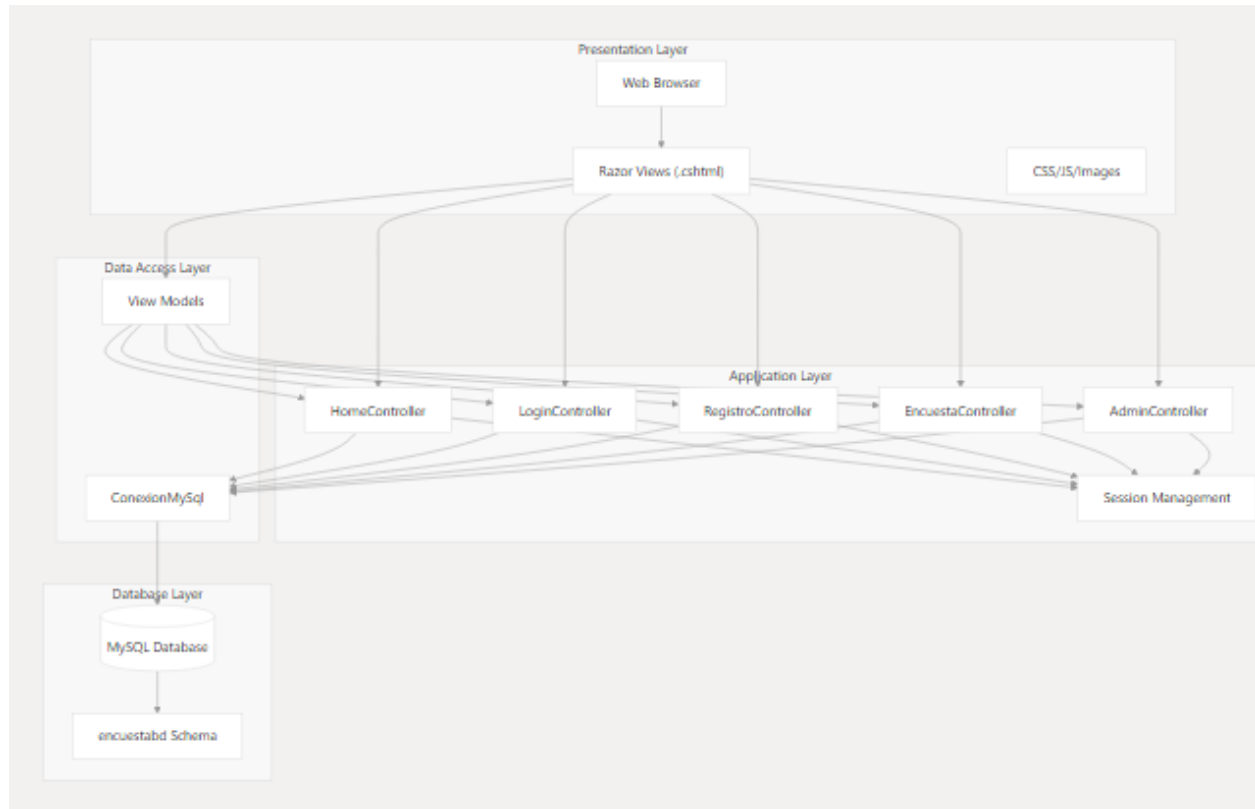 Presentation Layer
Web Browser
Razor Views (.cshtml)
CSS/JS/Images
Data Access Layer
View Models
Application Layer
HomeController
LoginController
RegistroController
EncuestaController
AdminController
ConexionMySql
Session Management
Database Layer
MySQL Database
encuestabd Schema